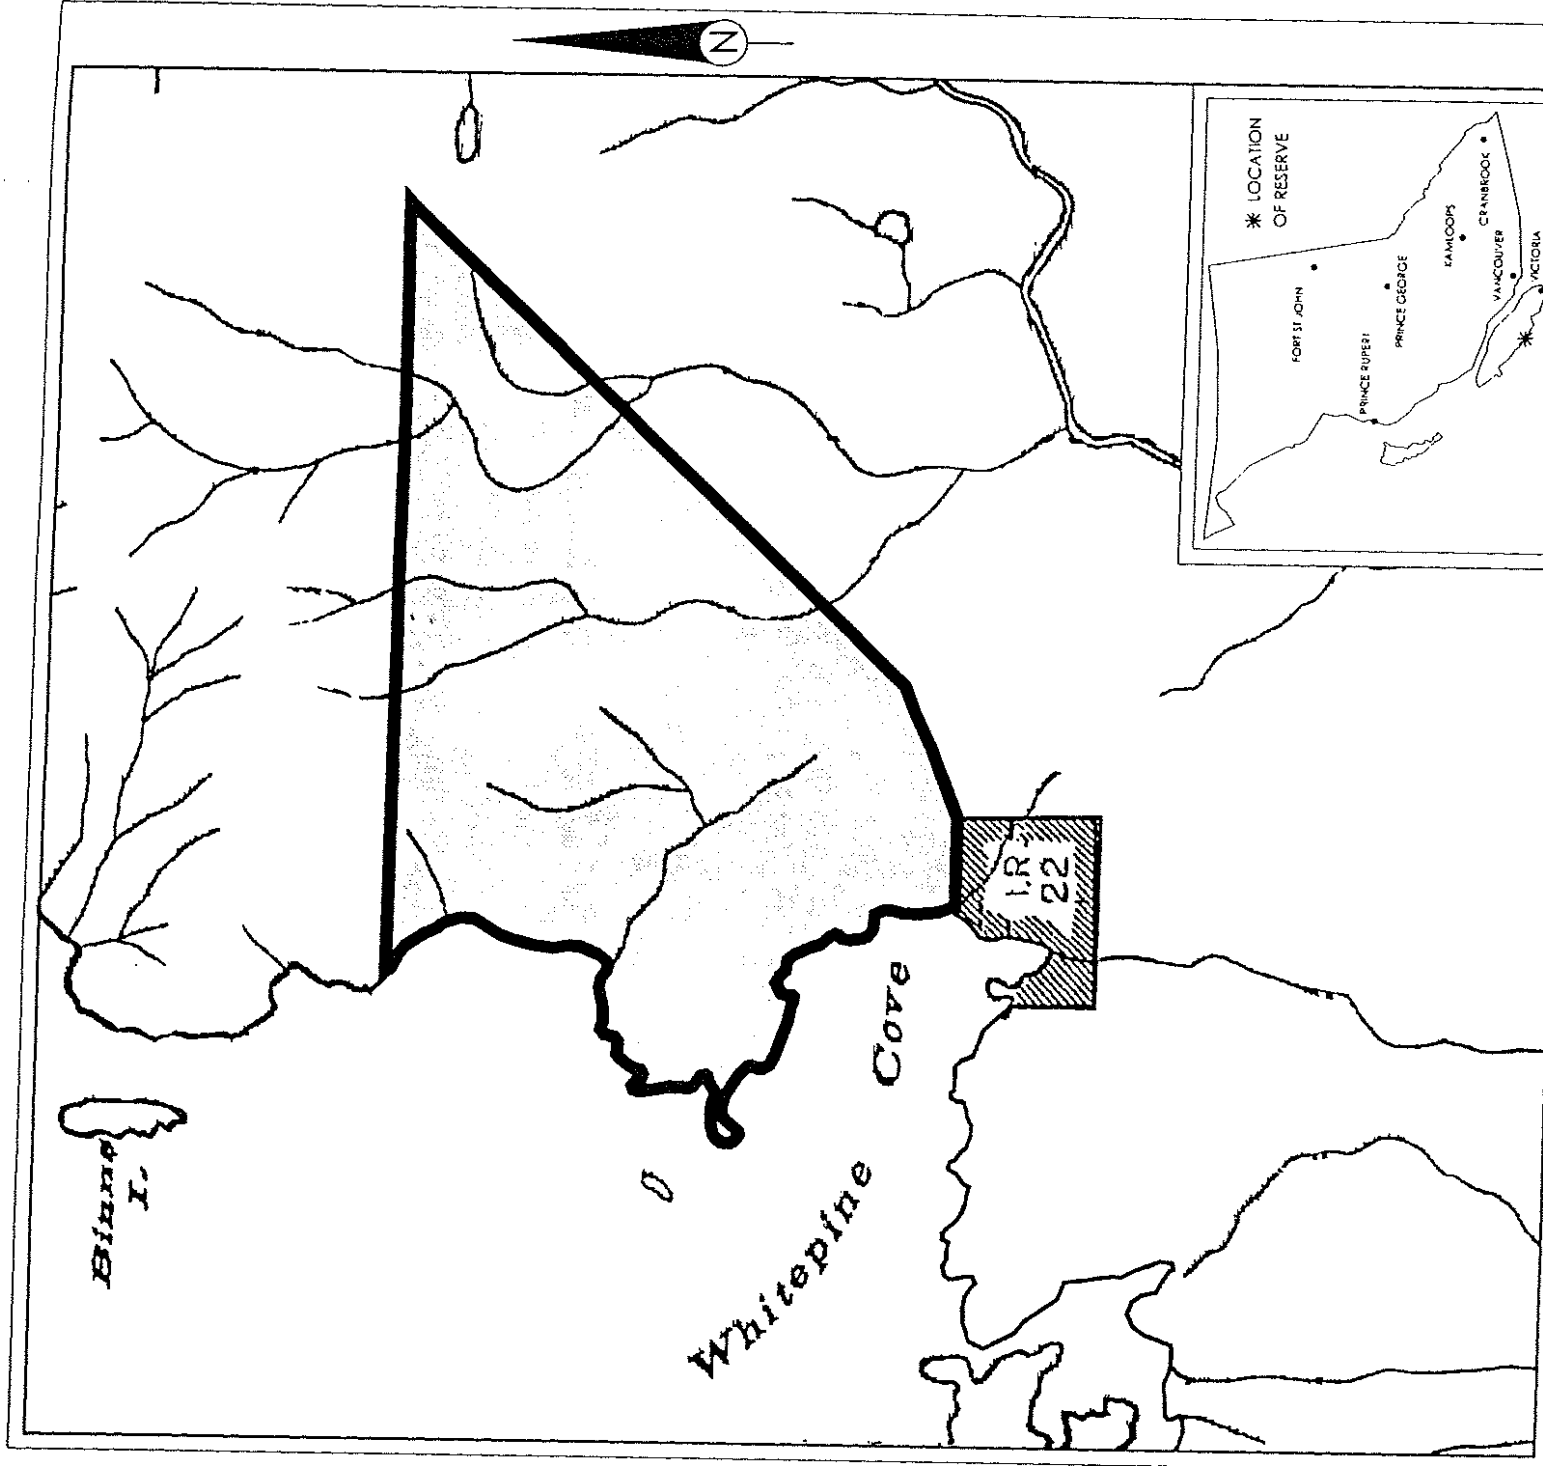 N
Binns
I.
Whitepine
Cove
I.R.
22
✳ LOCATION
OF RESERVE
FORT ST JOHN
PRINCE RUPERT
PRINCE GEORGE
KAMLOOPS
CRANBROOK
VANCOUVER
VICTORIA